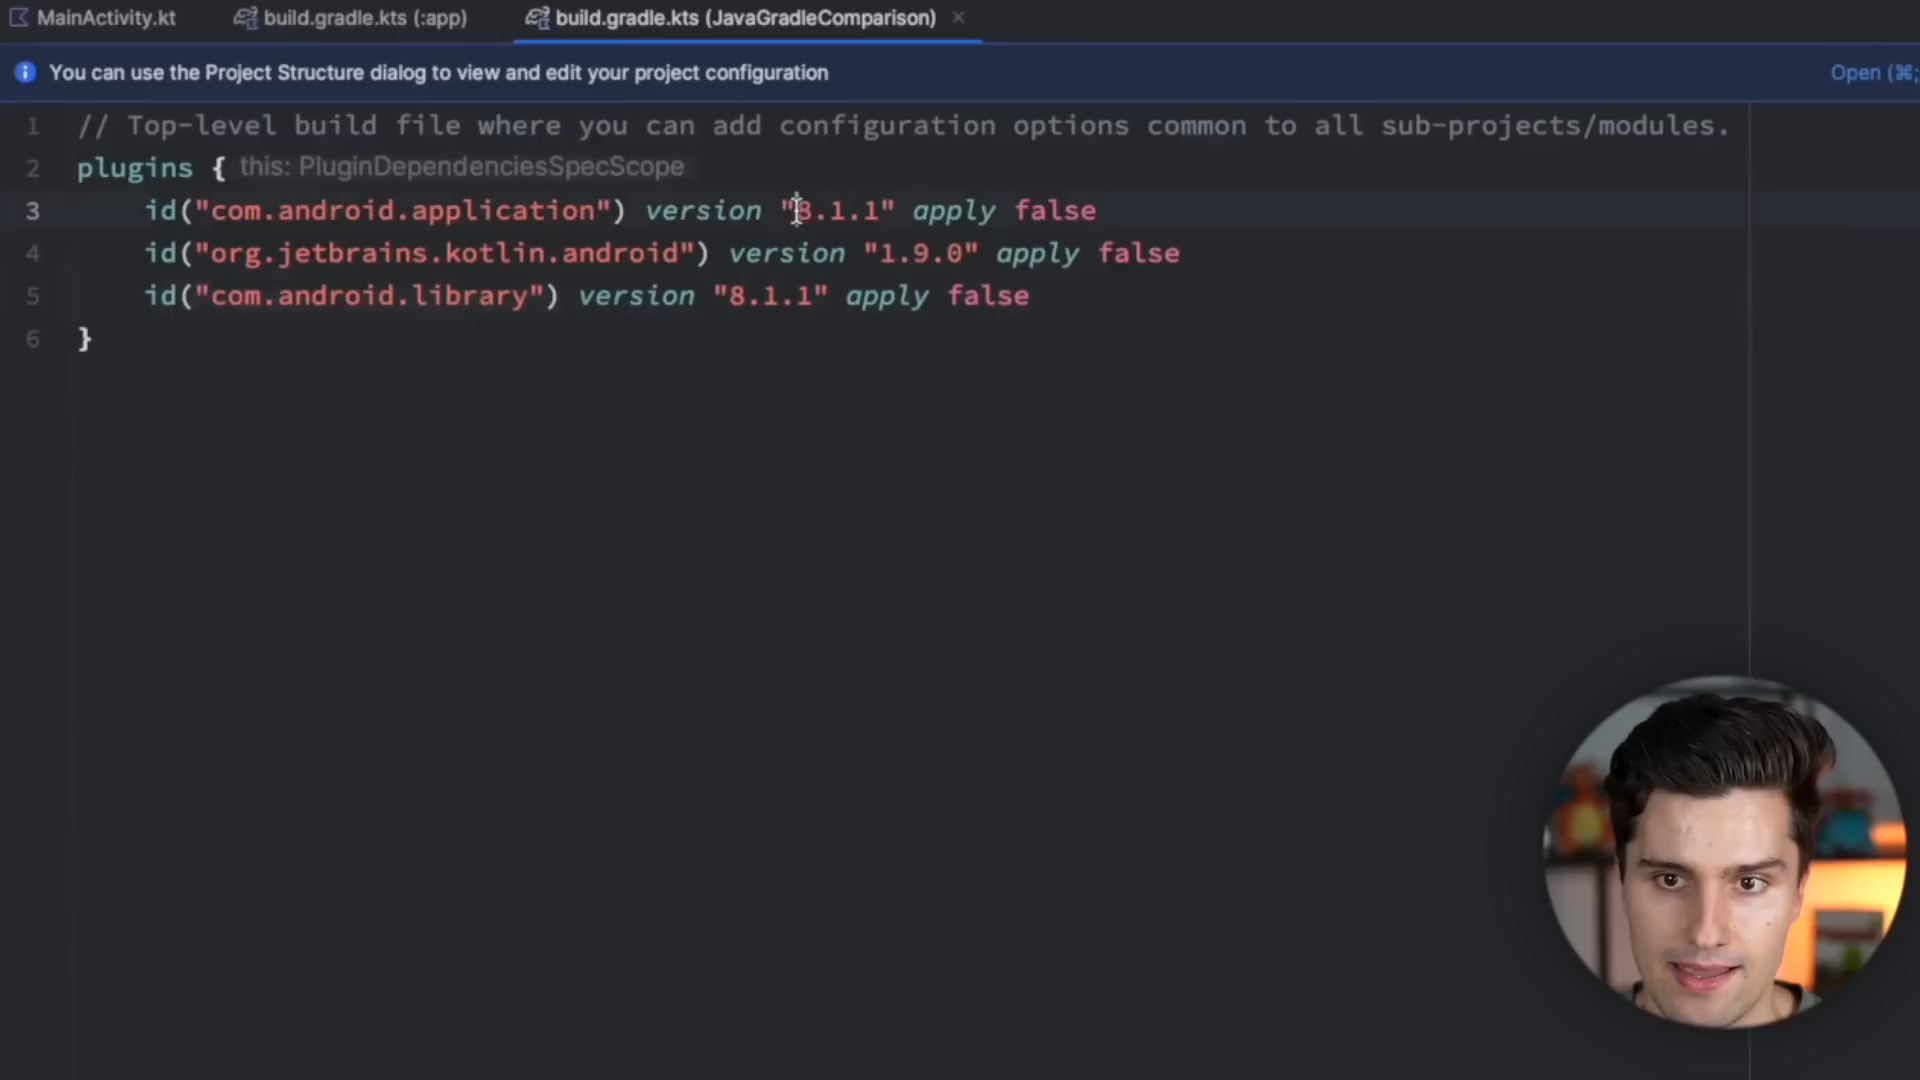 MainActivity.kt
build.gradle.kts (:app)
build.gradle.kts (JavaGradleComparison)
You can use the Project Structure dialog to view and edit your project configuration
Open (⌘;
1 // Top-level build file where you can add configuration options common to all sub-projects/modules.
2 plugins { this: PluginDependenciesSpecScope
3 id("com.android.application") version "8.1.1" apply false
4 id("org.jetbrains.kotlin.android") version "1.9.0" apply false
5 id("com.android.library") version "8.1.1" apply false
6 }